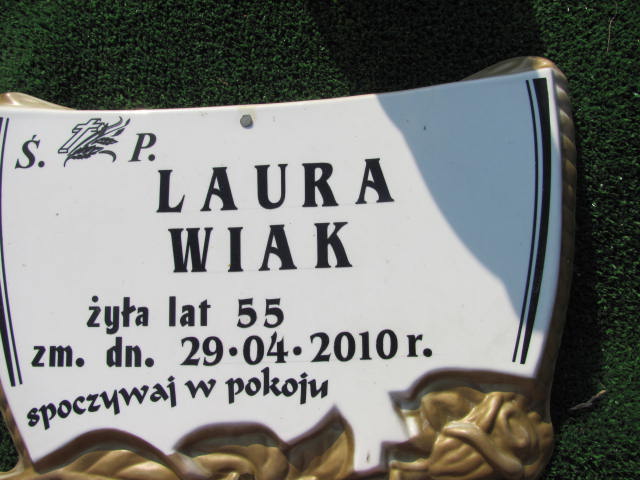 Ś. P.
LAURA
WIAK
żyła lat 55
zm. dn. 29·04·2010 r.
spoczywaj w pokoju